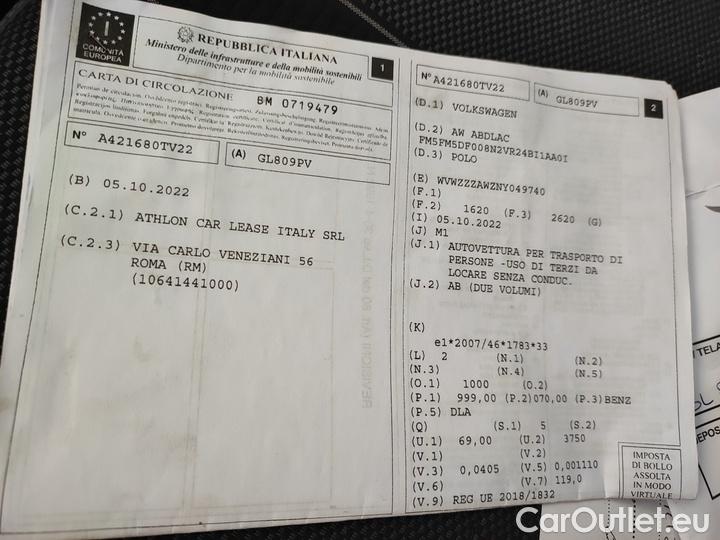 I
COMUNITÀ
EUROPEA
REPUBBLICA ITALIANA
Ministero delle infrastrutture e della mobilità sostenibili
Dipartimento per la mobilità sostenibile
1
CARTA DI CIRCOLAZIONE
BM 0719479
N° A421680TV22
(A) GL809PV
(B) 05.10.2022
(C.2.1) ATHLON CAR LEASE ITALY SRL
(C.2.3) VIA CARLO VENEZIANI 56
ROMA (RM)
(10641441000)
N° A421680TV22
(A) GL809PV
2
(D.1) VOLKSWAGEN
(D.2) AW ABDLAC
FM5FM5DF008N2VR24BI1AA0I
(D.3) POLO
(E) WVWZZZAWZNY049740
(F.1)
(F.2) 1620 (F.3) 2620 (G)
(I) 05.10.2022
(J) M1
(J.1) AUTOVETTURA PER TRASPORTO DI
PERSONE -USO DI TERZI DA
LOCARE SENZA CONDUC.
(J.2) AB (DUE VOLUMI)
(K)
e1*2007/46*1783*33
(L) 2 (N.1) (N.2)
(N.3) (N.4) (N.5)
(O.1) 1000 (O.2)
(P.1) 999,00 (P.2)070,00 (P.3)BENZ
(P.5) DLA
(Q) (S.1) 5 (S.2)
(U.1) 69,00 (U.2) 3750
(V.1) (V.2)
(V.3) 0,0405 (V.5) 0,001110
(V.6) (V.7) 119,0
(V.9) REG UE 2018/1832
IMPOSTA
DI BOLLO
ASSOLTA
IN MODO
VIRTUALE
CarOutlet.eu